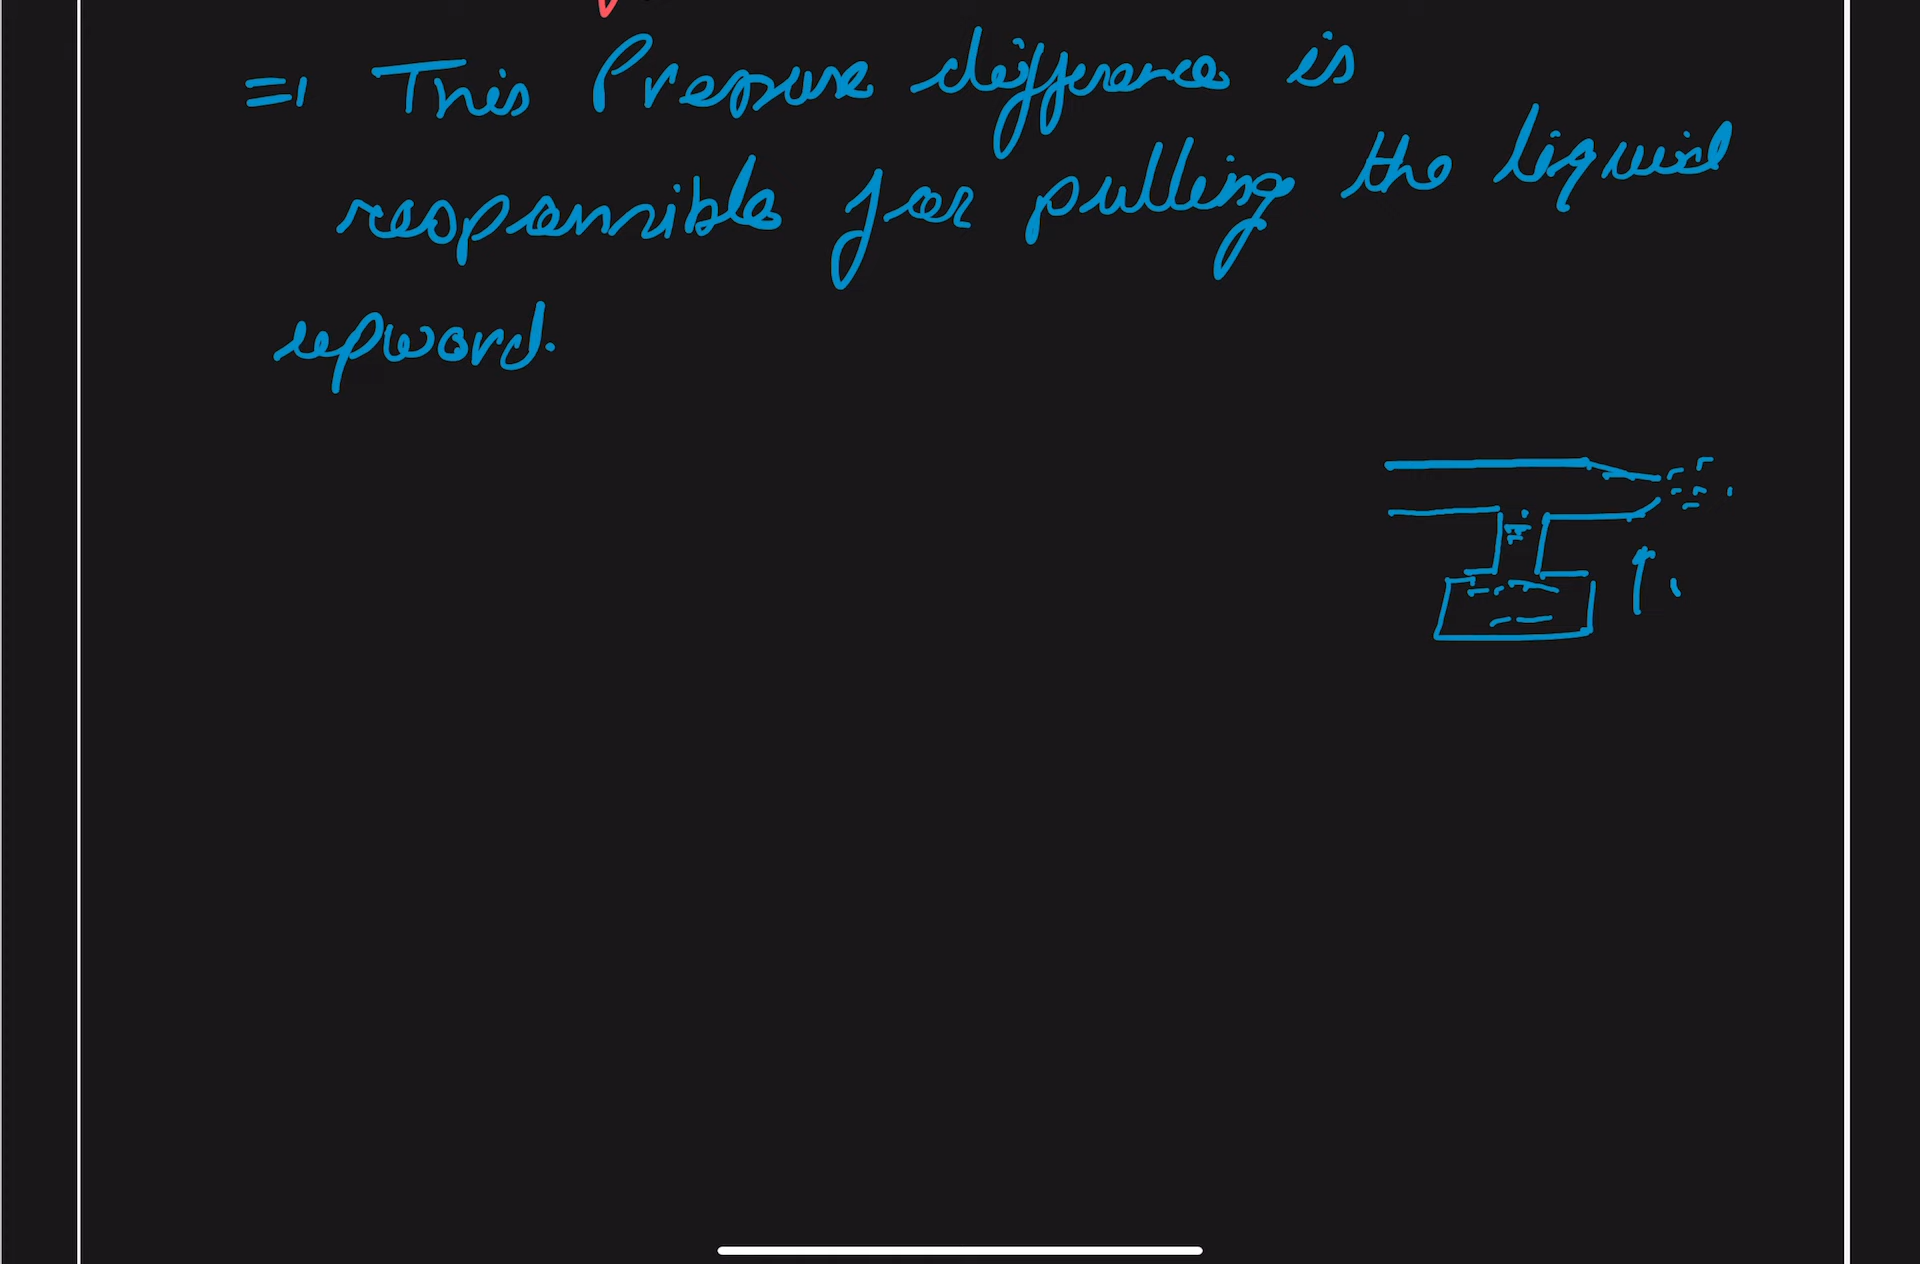 ⇒ This Pressure difference is
responsible for pulling the liquid
upward.